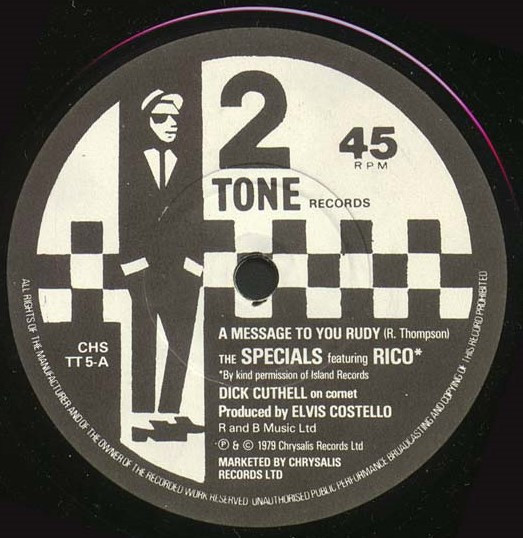 2
45
RPM
TONE RECORDS
CHS
TT 5-A
A MESSAGE TO YOU RUDY (R. Thompson)
THE SPECIALS featuring RICO*
*By kind permission of Island Records
DICK CUTHELL on cornet
Produced by ELVIS COSTELLO
R and B Music Ltd
Ⓟ & © 1979 Chrysalis Records Ltd
MARKETED BY CHRYSALIS
RECORDS LTD
ALL RIGHTS OF THE MANUFACTURER AND OF THE OWNER OF THE RECORDED WORK RESERVED UNAUTHORISED PUBLIC PERFORMANCE BROADCASTING AND COPYING OF THIS RECORD PROHIBITED